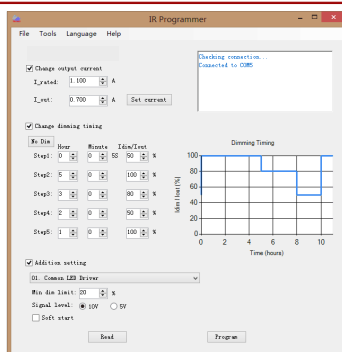 IR Programmer
File Tools Language Help
Checking connection...
Connected to COM5
Change output current
I_rated: 1.100 A
I_out: 0.700 A Set current
Change dimming timing
No Dim
Hour Minute Idim/Iout
Step1: 0 0 5S 50 %
Step2: 5 0 100 %
Step3: 3 0 80 %
Step4: 2 0 50 %
Step5: 1 0 100 %
Dimming Timing
Idim Iout(%)
100
80
60
40
20
0
0 2 4 6 8 10
Time (hours)
Addition setting
01. Common LED Driver
Min dim limit: 20 %
Signal level: 10V 5V
Soft start
Read Program